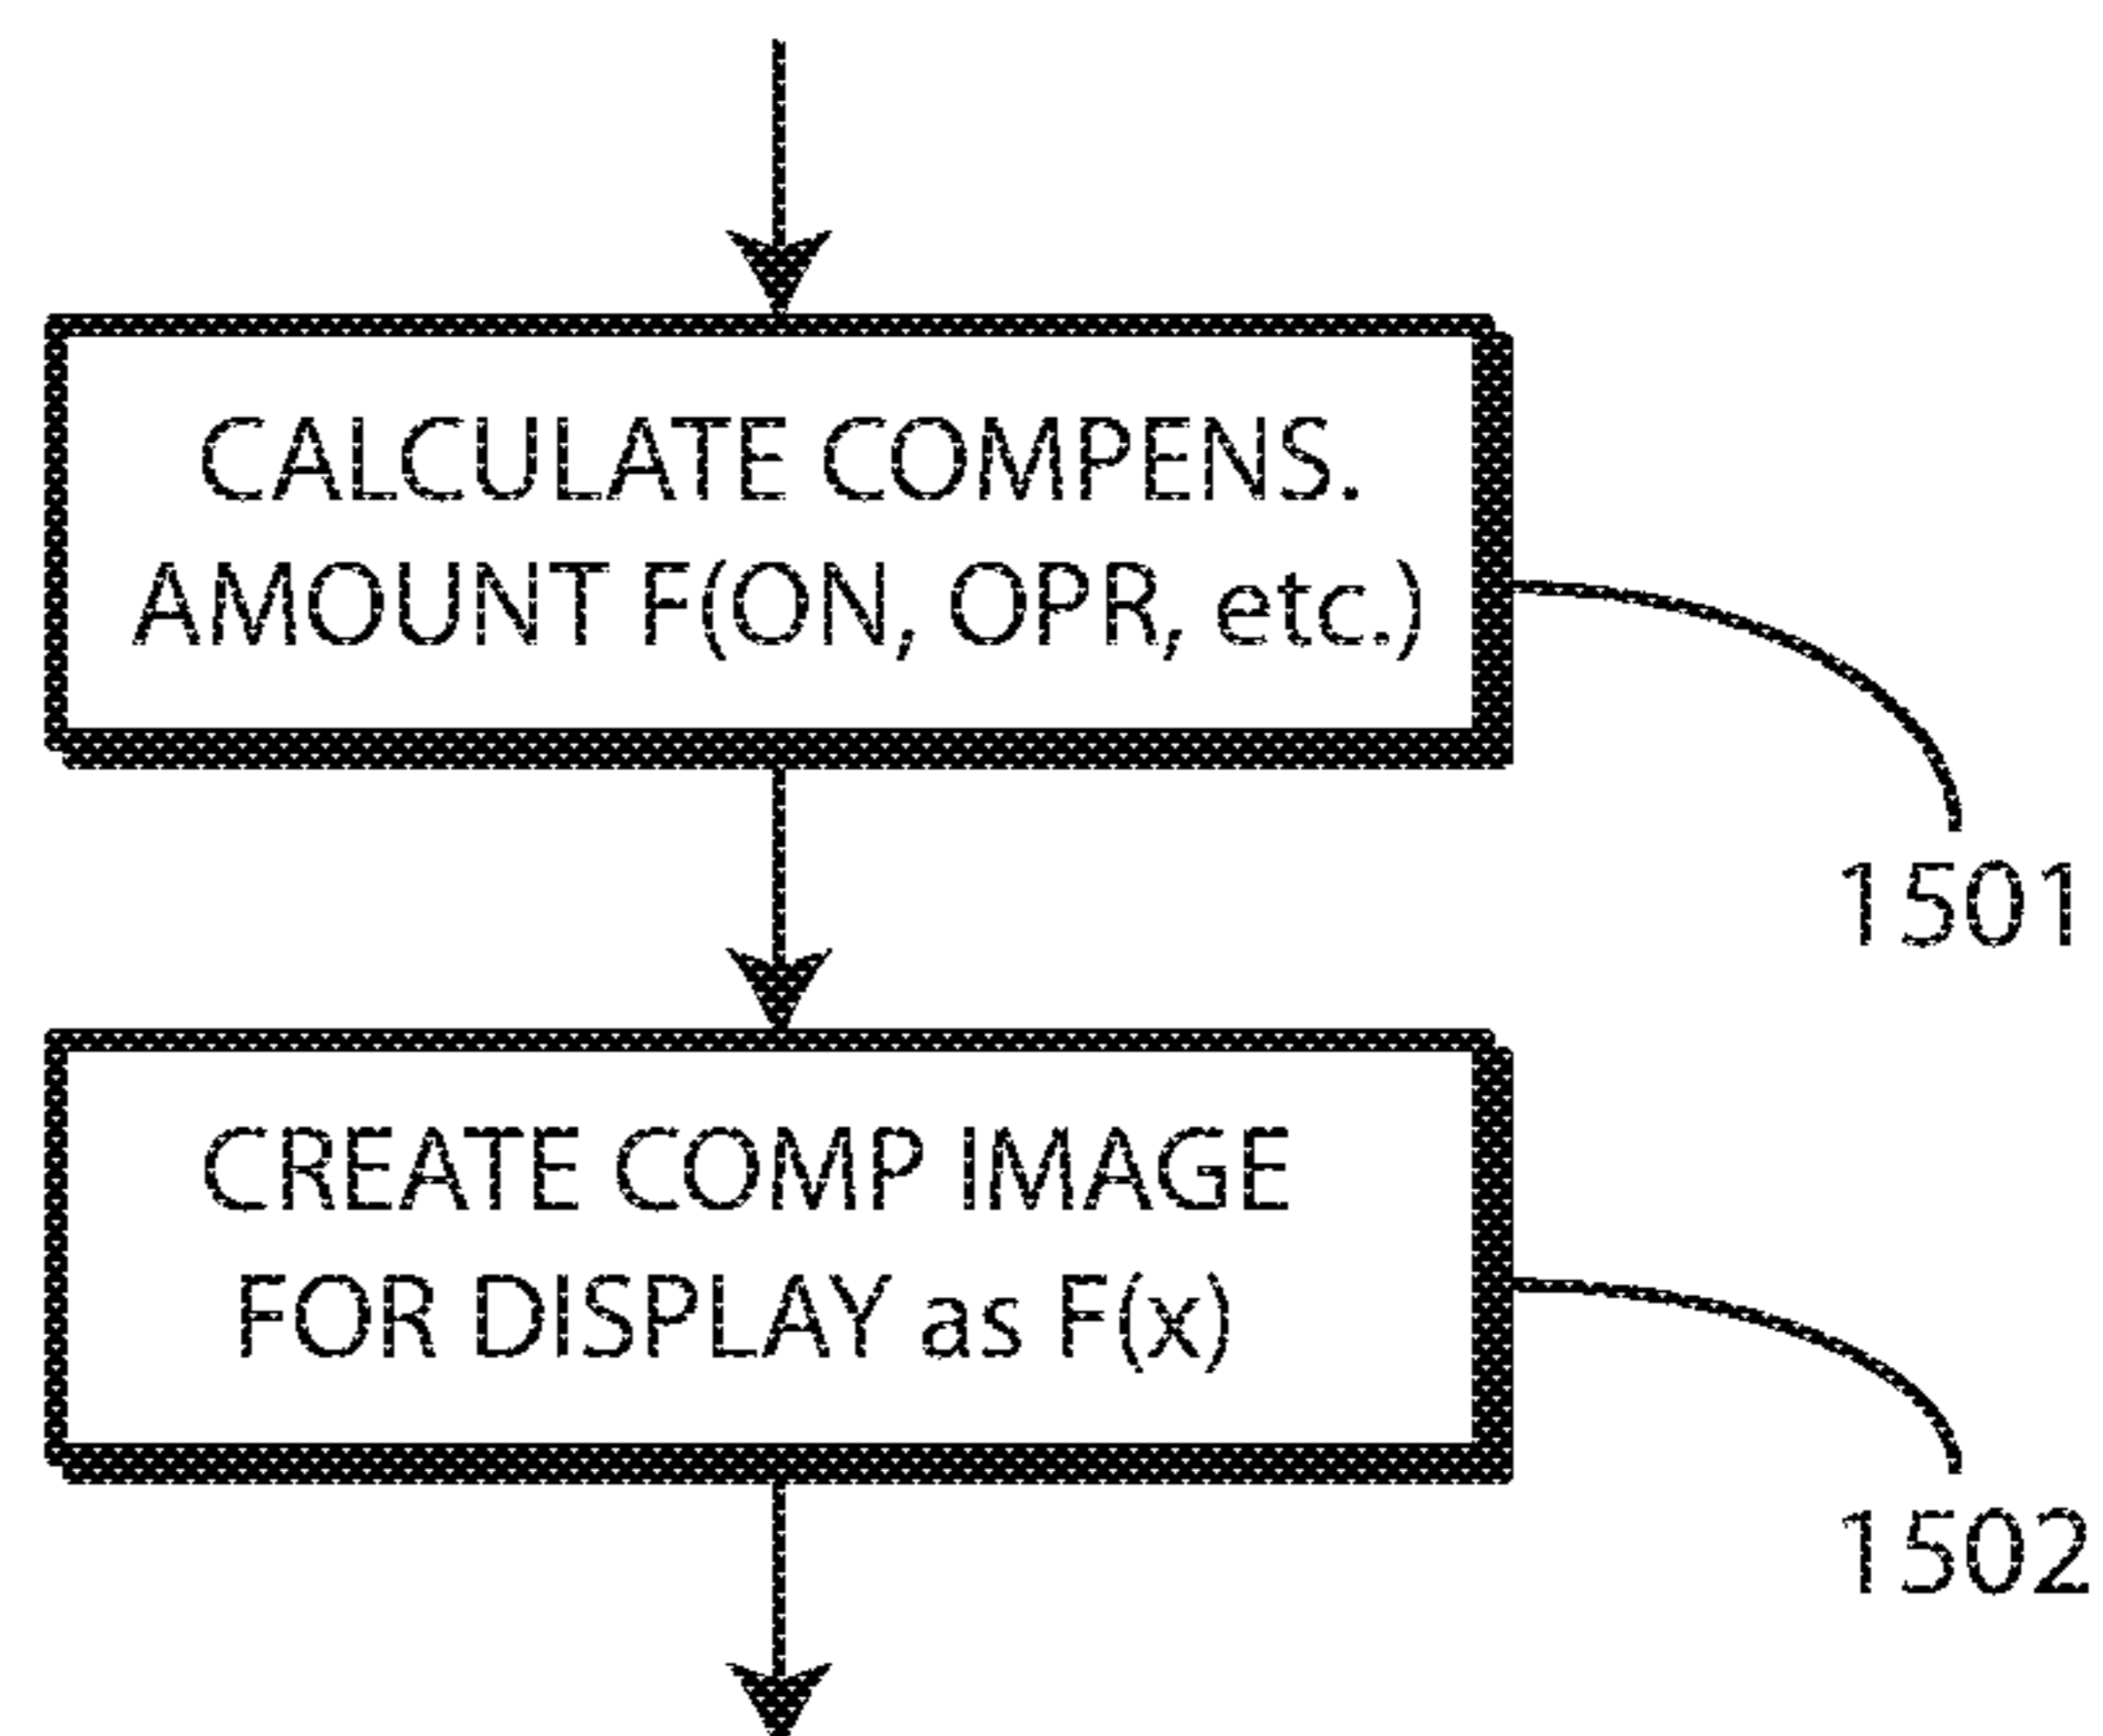 CALCULATE COMPENS.
AMOUNT F(ON, OPR, etc.)
1501
CREATE COMP IMAGE
FOR DISPLAY as F(x)
1502